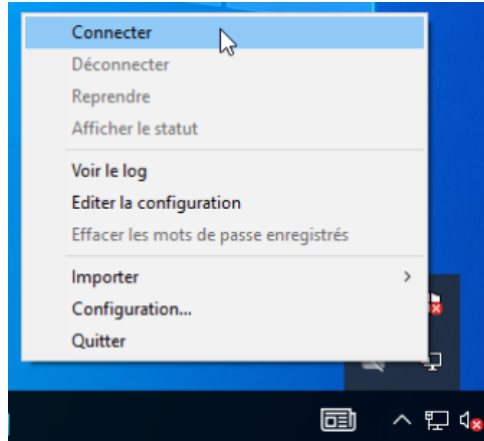 Connecter
Déconnecter
Reprendre
Afficher le statut
Voir le log
Editer la configuration
Effacer les mots de passe enregistrés
Importer
Configuration...
Quitter